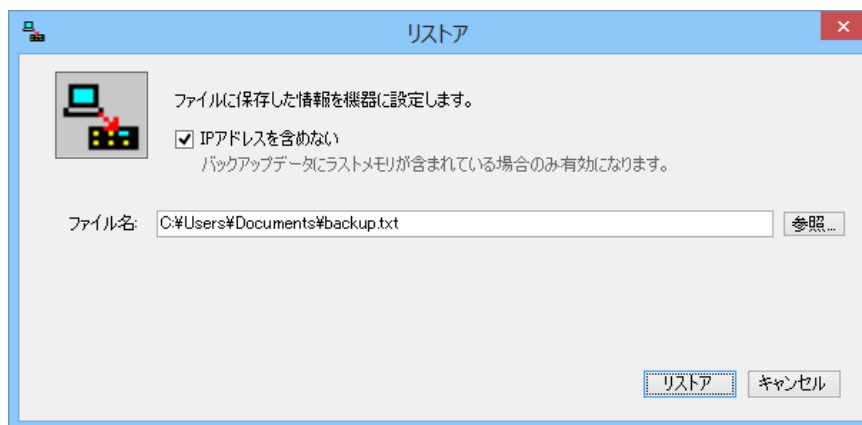 リストア
ファイルに保存した情報を機器に設定します。
IPアドレスを含めない
バックアップデータにラストメモリが含まれている場合のみ有効になります。
ファイル名: C:¥Users¥Documents¥backup.txt 参照...
リストア キャンセル